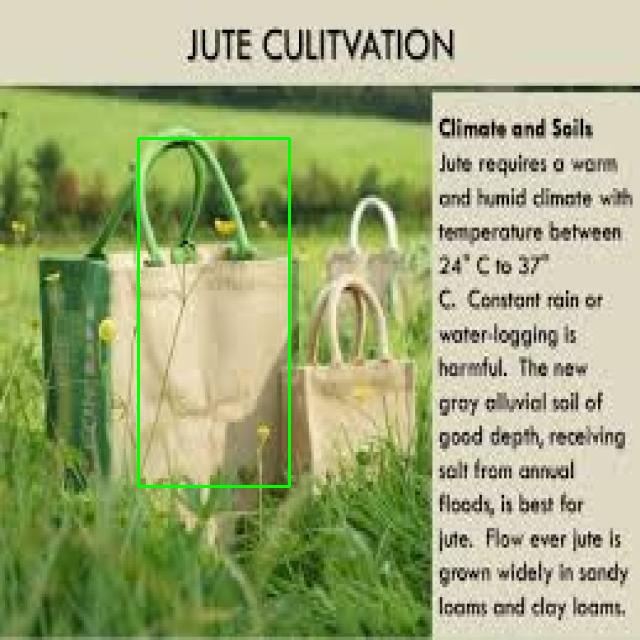 JUTE CULITVATION
Climate and Soils
Jute requires a warm
and humid climate with
temperature between
24° C to 37°
C. Constant rain or
water-logging is
harmful. The new
gray alluvial soil of
good depth, receiving
salt from annual
floods, is best for
jute. Flow ever jute is
grown widely in sandy
loams and clay loams.